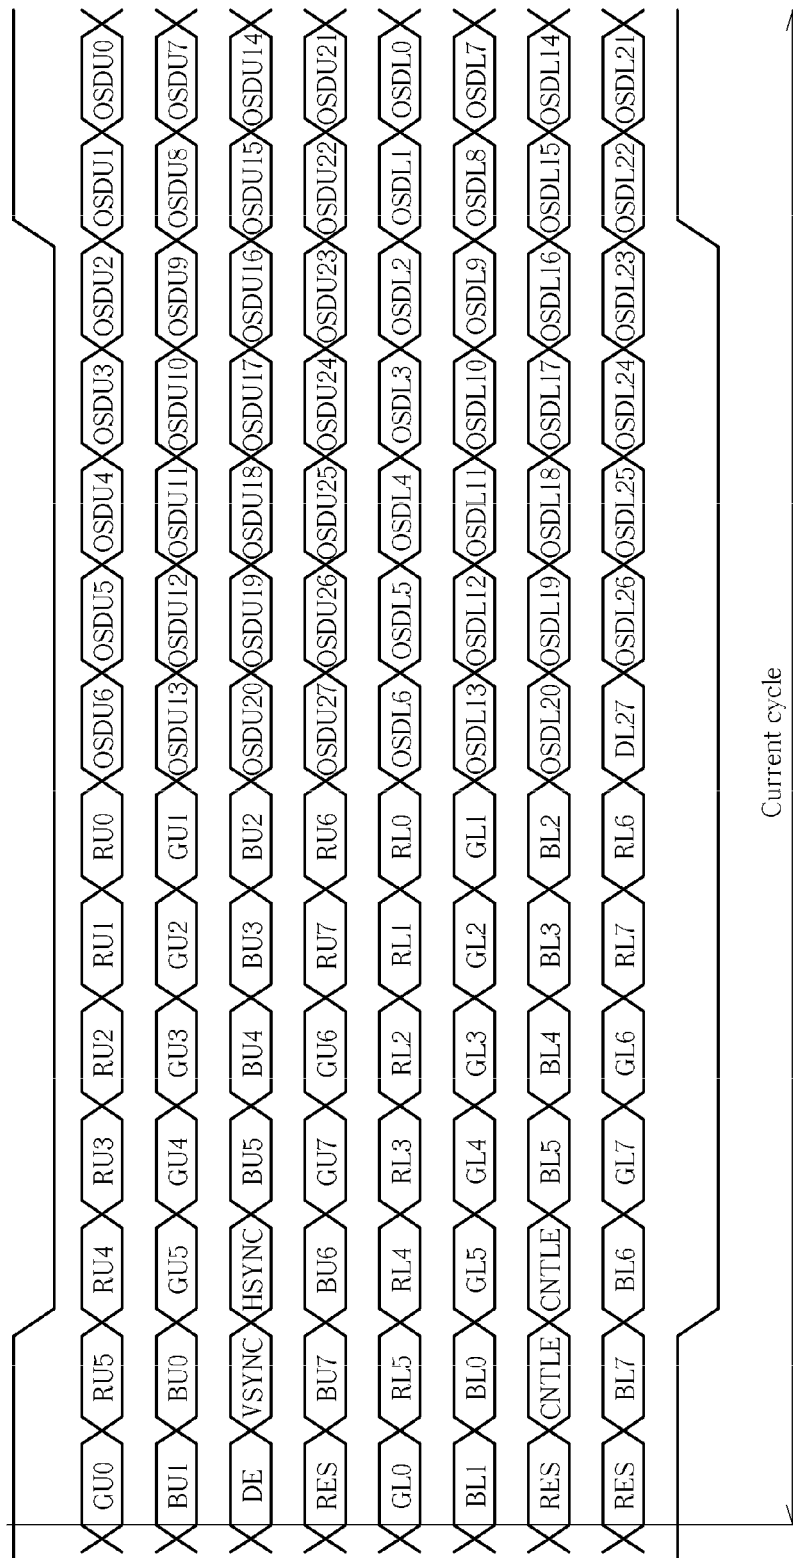 GU0 RU5 RU4 RU3 RU2 RU1 RU0 OSDU6 OSDU5 OSDU4 OSDU3 OSDU2 OSDU1 OSDU0
BU1 BU0 GU5 GU4 GU3 GU2 GU1 OSDU13 OSDU12 OSDU11 OSDU10 OSDU9 OSDU8 OSDU7
DE VSYNC HSYNC BU5 BU4 BU3 BU2 OSDU20 OSDU19 OSDU18 OSDU17 OSDU16 OSDU15 OSDU14
RES BU7 BU6 GU7 GU6 RU7 RU6 OSDU27 OSDU26 OSDU25 OSDU24 OSDU23 OSDU22 OSDU21
GL0 RL5 RL4 RL3 RL2 RL1 RL0 OSDL6 OSDL5 OSDL4 OSDL3 OSDL2 OSDL1 OSDL0
BL1 BL0 GL5 GL4 GL3 GL2 GL1 OSDL13 OSDL12 OSDL11 OSDL10 OSDL9 OSDL8 OSDL7
RES CNTLE CNTLE BL5 BL4 BL3 BL2 OSDL20 OSDL19 OSDL18 OSDL17 OSDL16 OSDL15 OSDL14
RES BL7 BL6 GL7 GL6 RL7 RL6 DL27 OSDL26 OSDL25 OSDL24 OSDL23 OSDL22 OSDL21
Current cycle